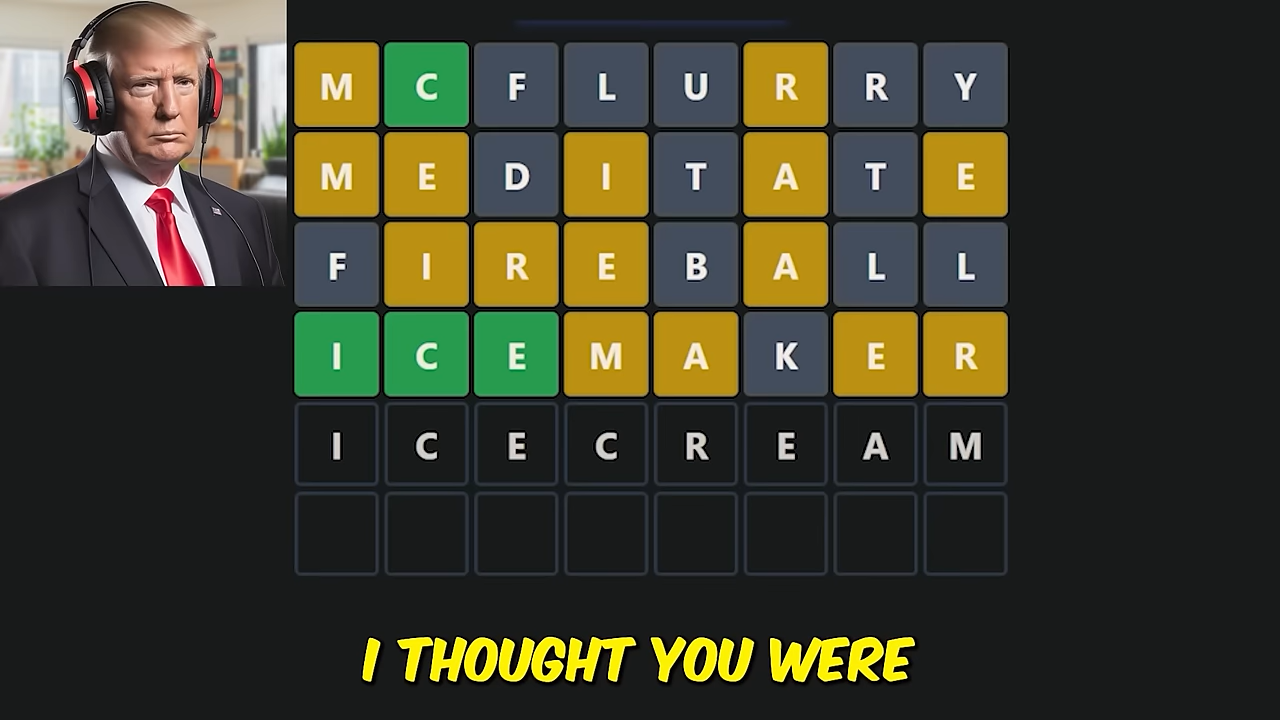 MCFLURRY
MEDITATE
FIREBALL
ICEMAKER
ICECREAM
I THOUGHT YOU WERE